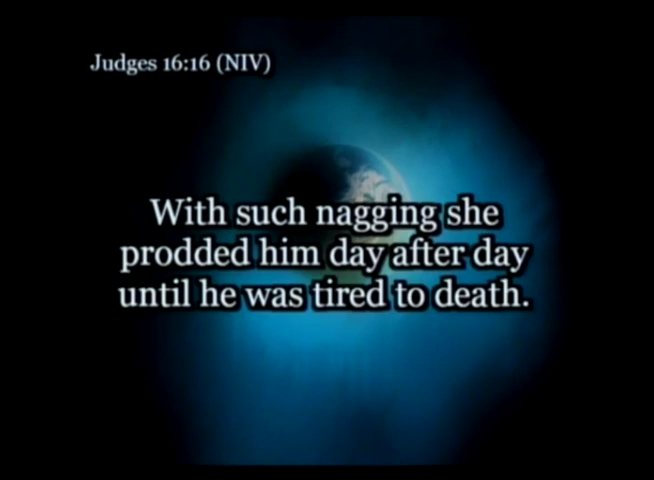 Judges 16:16 (NIV)
With such nagging she
prodded him day after day
until he was tired to death.